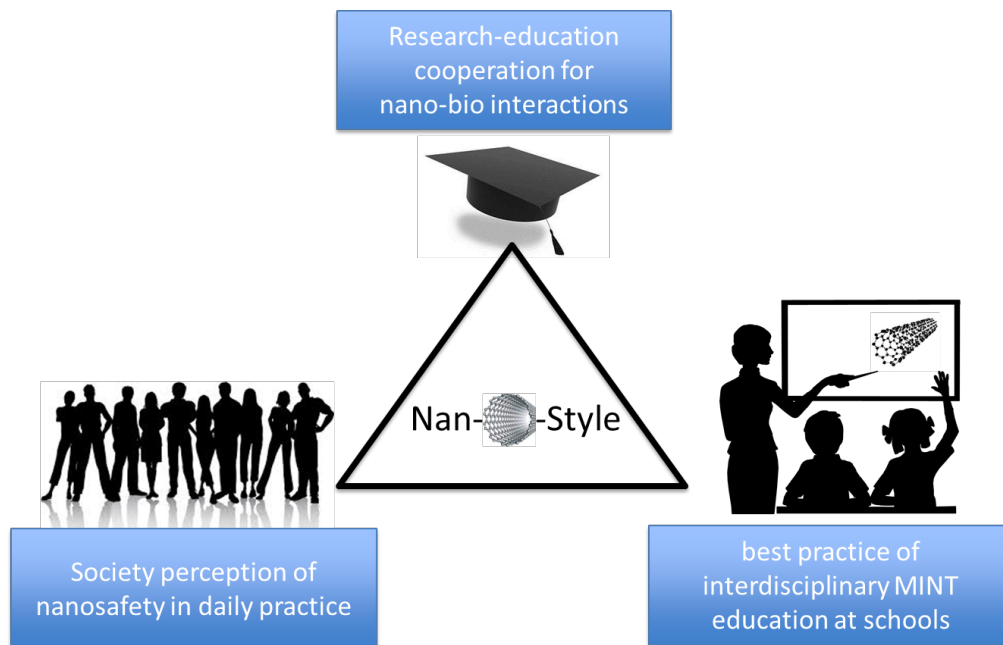 Research-education
cooperation for
nano-bio interactions
Nan- -Style
Society perception of
nanosafety in daily practice
best practice of
interdisciplinary MINT
education at schools